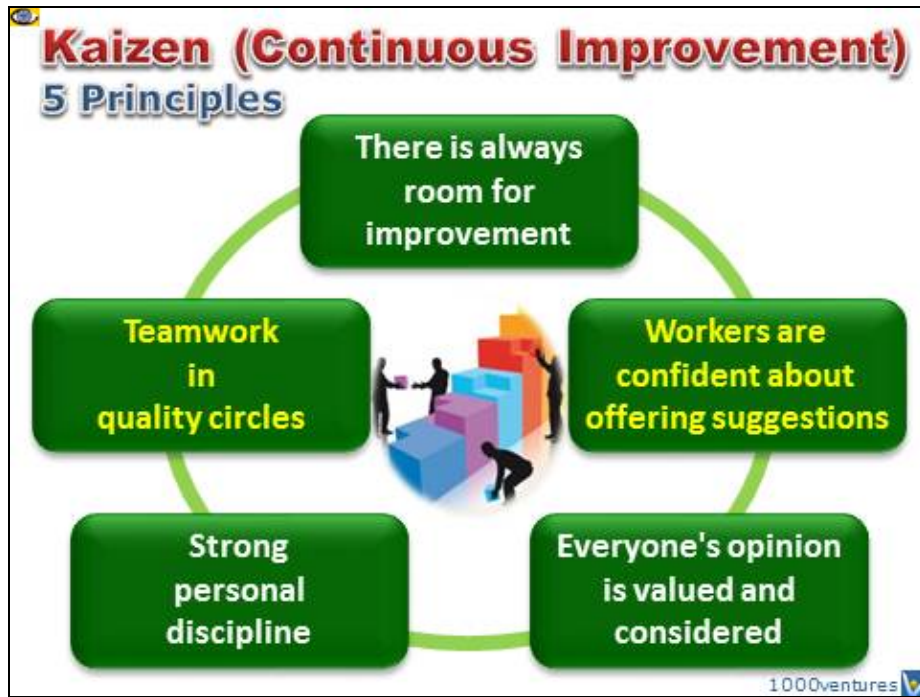 Kaizen (Continuous Improvement)
5 Principles
There is always
room for
improvement
Workers are
confident about
offering suggestions
Everyone's opinion
is valued and
considered
Strong
personal
discipline
Teamwork
in
quality circles
1000ventures